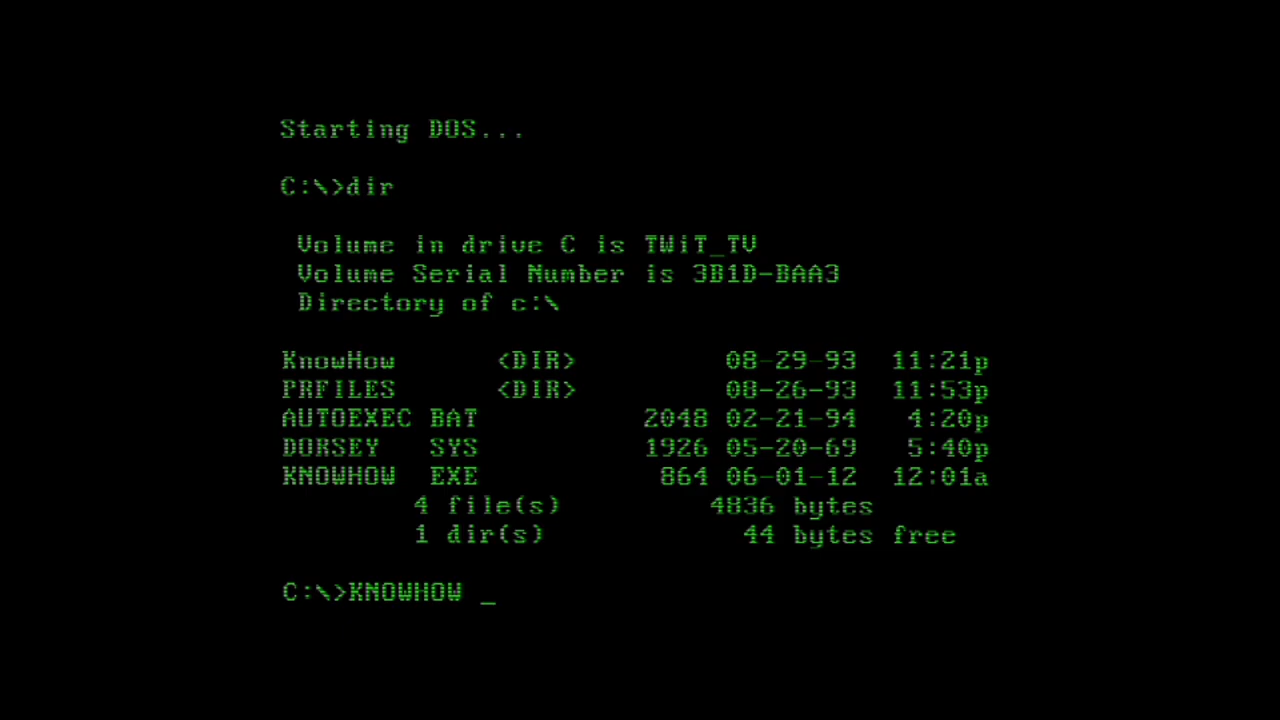 Starting DOS...
C:\>dir
Volume in drive C is TWiT_TV
Volume Serial Number is 3B1D-BAA3
Directory of c:\
KnowHow <DIR> 08-29-93 11:21p
PRFILES <DIR> 08-26-93 11:53p
AUTOEXEC BAT 2048 02-21-94 4:20p
DORSEY SYS 1926 05-20-69 5:40p
KNOWHOW EXE 864 06-01-12 12:01a
4 file(s) 4836 bytes
1 dir(s) 44 bytes free
C:\>KNOWHOW _